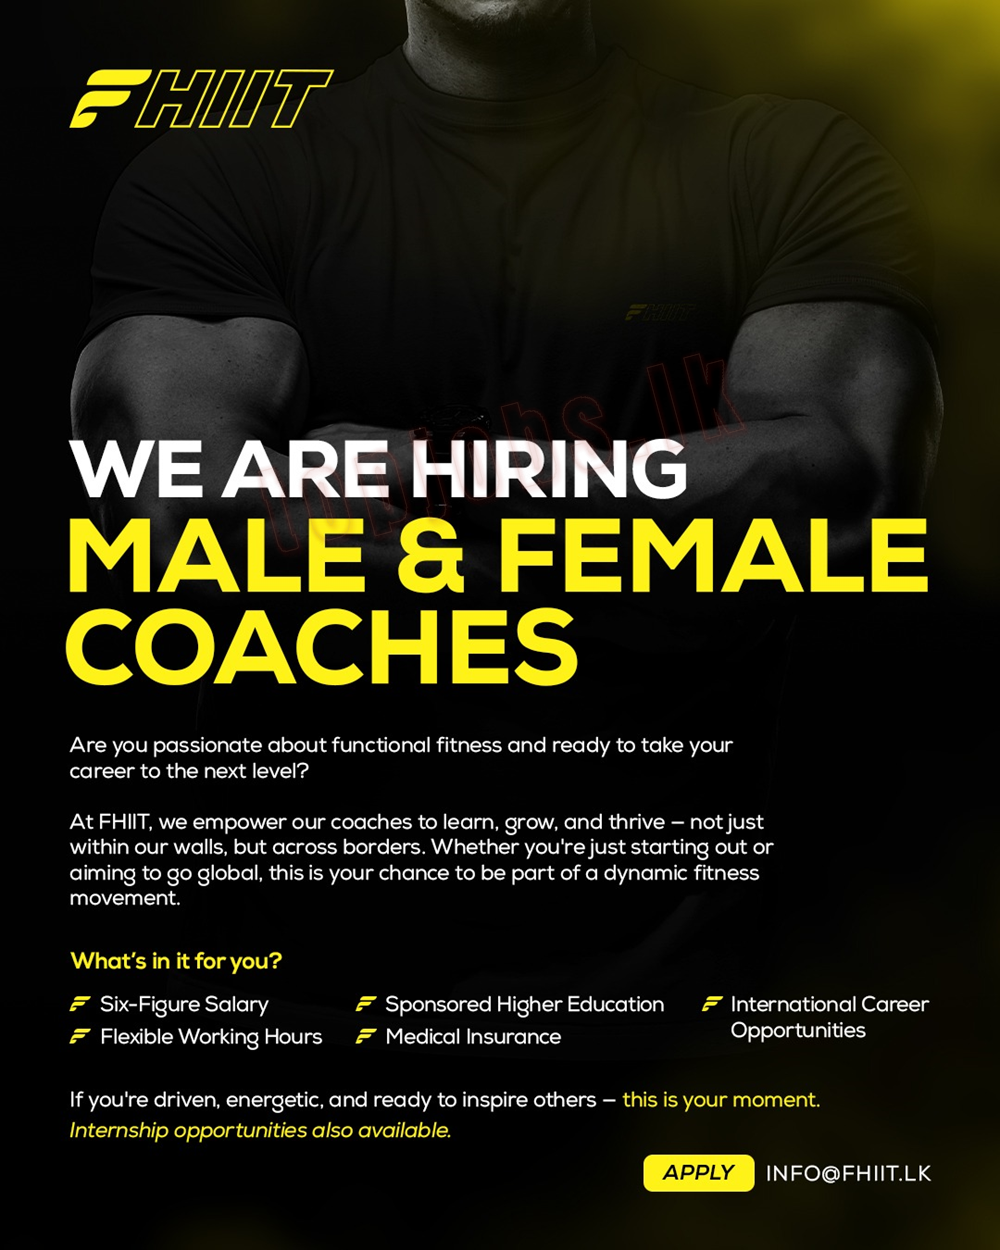 FHIIT
FHIIT
topjobs.lk
WE ARE HIRING
MALE & FEMALE
COACHES
Are you passionate about functional fitness and ready to take your
career to the next level?
At FHIIT, we empower our coaches to learn, grow, and thrive – not just
within our walls, but across borders. Whether you're just starting out or
aiming to go global, this is your chance to be part of a dynamic fitness
movement.
What's in it for you?
Six-Figure Salary
Flexible Working Hours
Sponsored Higher Education
Medical Insurance
International Career
Opportunities
If you're driven, energetic, and ready to inspire others – this is your moment.
Internship opportunities also available.
APPLY INFO@FHIIT.LK